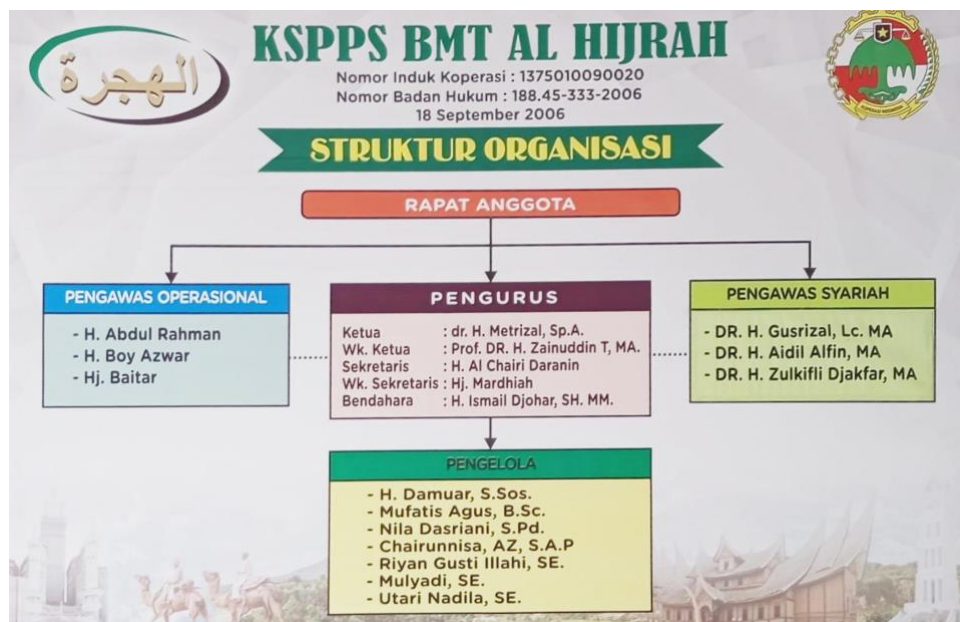 الهجرة
KSPPS BMT AL HIJRAH
Nomor Induk Koperasi : 1375010090020
Nomor Badan Hukum : 188.45-333-2006
18 September 2006
STRUKTUR ORGANISASI
RAPAT ANGGOTA
PENGAWAS OPERASIONAL
- H. Abdul Rahman
- H. Boy Azwar
- Hj. Baitar
PENGURUS
Ketua : dr. H. Metrizal, Sp.A.
Wk. Ketua : Prof. DR. H. Zainuddin T, MA.
Sekretaris : H. Al Chairi Daranin
Wk. Sekretaris : Hj. Mardhiah
Bendahara : H. Ismail Djohar, SH. MM.
PENGAWAS SYARIAH
- DR. H. Gusrizal, Lc. MA
- DR. H. Aidil Alfin, MA
- DR. H. Zulkifli Djakfar, MA
PENGELOLA
- H. Damuar, S.Sos.
- Mufatis Agus, B.Sc.
- Nila Dasriani, S.Pd.
- Chairunnisa, AZ, S.A.P
- Riyan Gusti Illahi, SE.
- Mulyadi, SE.
- Utari Nadila, SE.